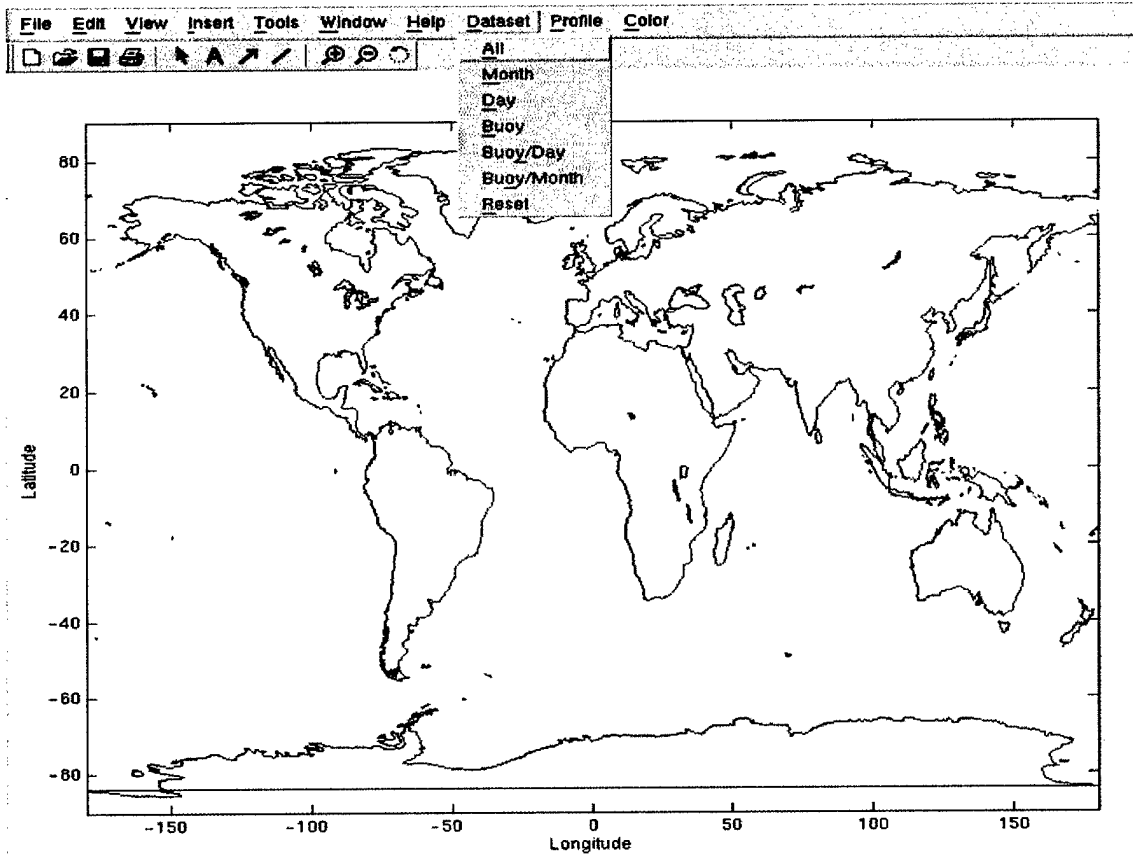 File Edit View Insert Tools Window Help Dataset Profile Color
A
All
Month
Day
Buoy
Buoy/Day
Buoy/Month
Reset
80
60
40
20
0
-20
-40
-60
-80
Latitude
-150 -100 -50 0 50 100 150
Longitude